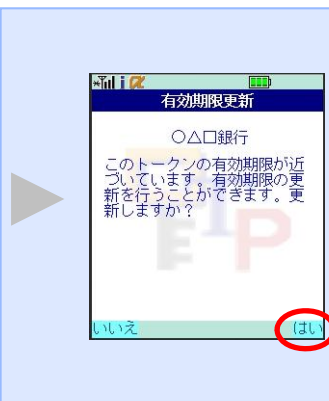 i α
有効期限更新
○△□銀行
このトークンの有効期限が近
づいています。有効期限の更
新を行うことができます。更
新しますか？
いいえ はい